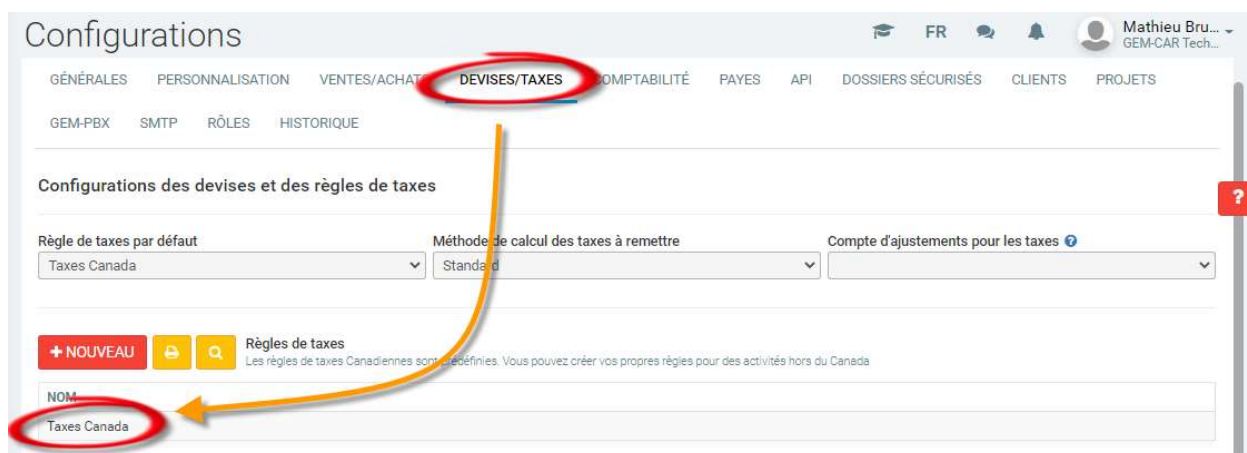 Configurations
FR
Mathieu Bru...
GEM-CAR Tech...
GÉNÉRALES PERSONNALISATION VENTES/ACHATS DEVISES/TAXES COMPTABILITÉ PAYES API DOSSIERS SÉCURISÉS CLIENTS PROJETS
GEM-PBX SMTP RÔLES HISTORIQUE
Configurations des devises et des règles de taxes
?
Règle de taxes par défaut Méthode de calcul des taxes à remettre Compte d'ajustements pour les taxes ?
Taxes Canada Standard
+ NOUVEAU Règles de taxes
Les règles de taxes Canadiennes sont prédéfinies. Vous pouvez créer vos propres règles pour des activités hors du Canada
NOM
Taxes Canada